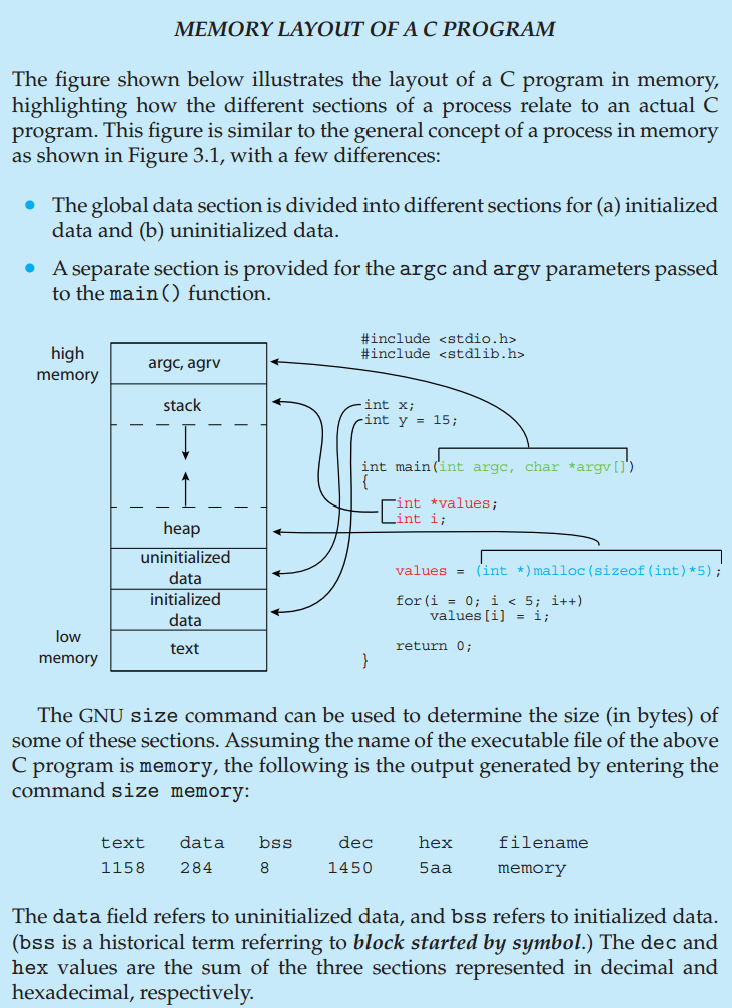 MEMORY LAYOUT OF A C PROGRAM
The figure shown below illustrates the layout of a C program in memory,
highlighting how the different sections of a process relate to an actual C
program. This figure is similar to the general concept of a process in memory
as shown in Figure 3.1, with a few differences:
• The global data section is divided into different sections for (a) initialized
data and (b) uninitialized data.
• A separate section is provided for the argc and argv parameters passed
to the main() function.
high
memory
argc, agrv
stack
heap
uninitialized
data
initialized
data
text
low
memory
#include <stdio.h>
#include <stdlib.h>
int x;
int y = 15;
int main(int argc, char *argv[])
{
int *values;
int i;
values = (int *)malloc(sizeof(int)*5);
for(i = 0; i < 5; i++)
values[i] = i;
return 0;
}
The GNU size command can be used to determine the size (in bytes) of
some of these sections. Assuming the name of the executable file of the above
C program is memory, the following is the output generated by entering the
command size memory:
text data bss dec hex filename
1158 284 8 1450 5aa memory
The data field refers to uninitialized data, and bss refers to initialized data.
(bss is a historical term referring to block started by symbol.) The dec and
hex values are the sum of the three sections represented in decimal and
hexadecimal, respectively.